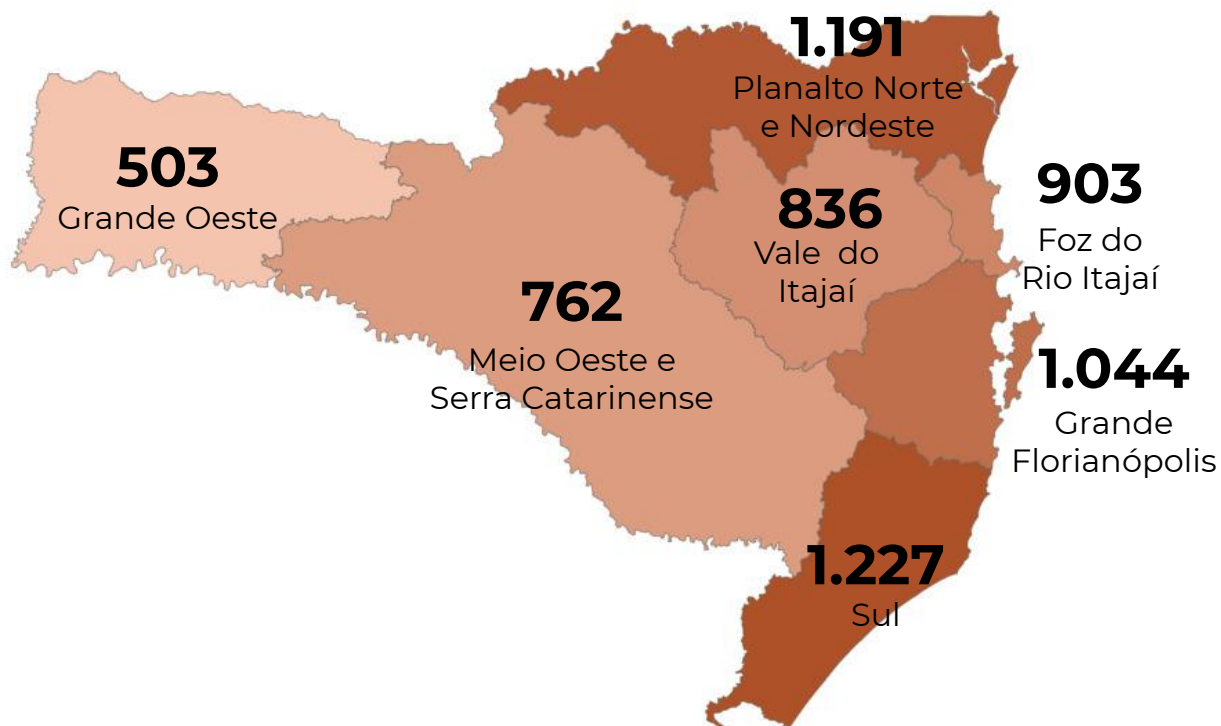 1.191
Planalto Norte
e Nordeste
503
Grande Oeste
836
Vale do
Itajaí
903
Foz do
Rio Itajaí
762
Meio Oeste e
Serra Catarinense
1.044
Grande
Florianópolis
1.227
Sul